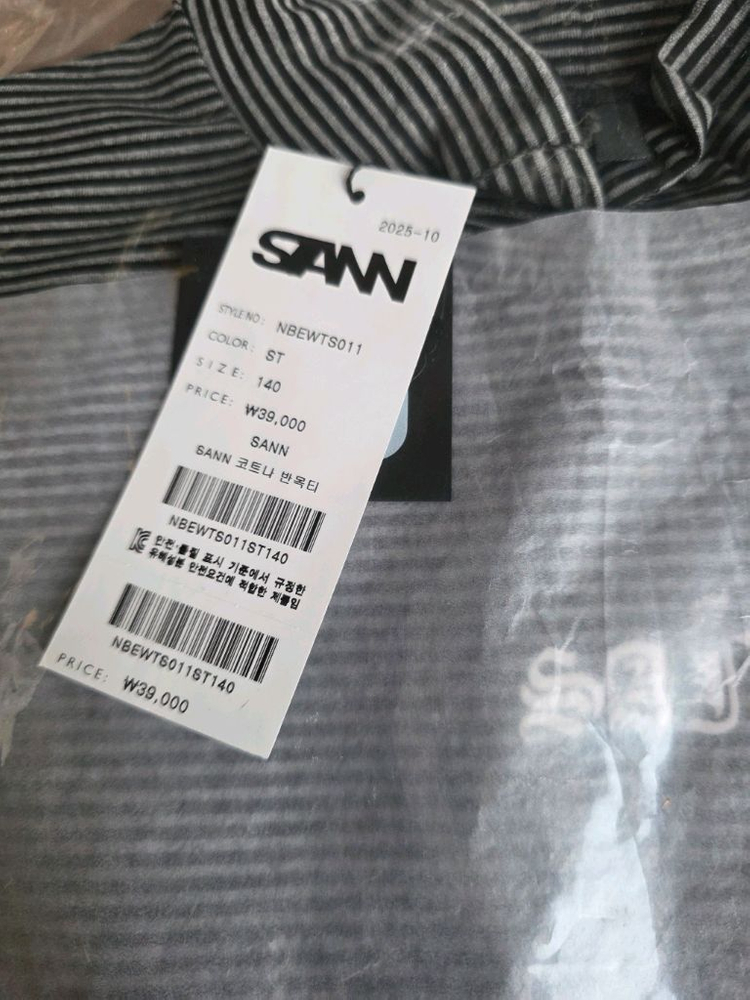 2025-10
SANN
STYLE NO: NBEWTS011
COLOR: ST
SIZE: 140
PRICE: ₩39,000
SANN
SANN 코트나 반목티
NBEWTS011ST140
안전·품질 표시 기준에서 규정한
유해물질 안전요건에 적합한 제품임
NBEWTS011ST140
PRICE: ₩39,000